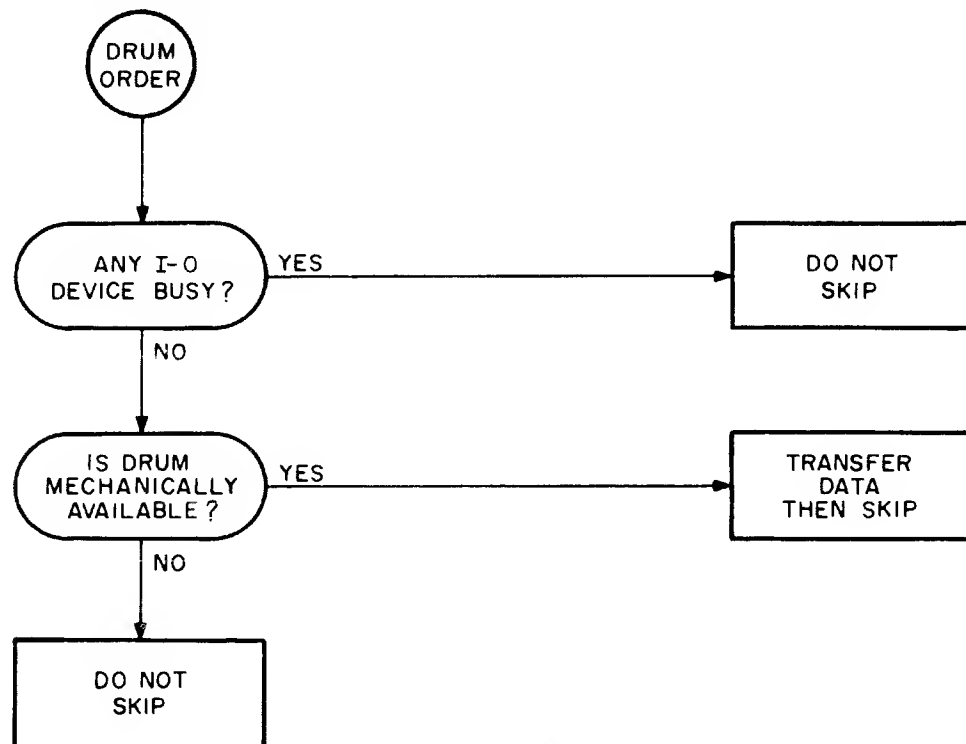 DRUM
ORDER
ANY I-O
DEVICE BUSY?
YES
DO NOT
SKIP
NO
IS DRUM
MECHANICALLY
AVAILABLE?
YES
TRANSFER
DATA
THEN SKIP
NO
DO NOT
SKIP